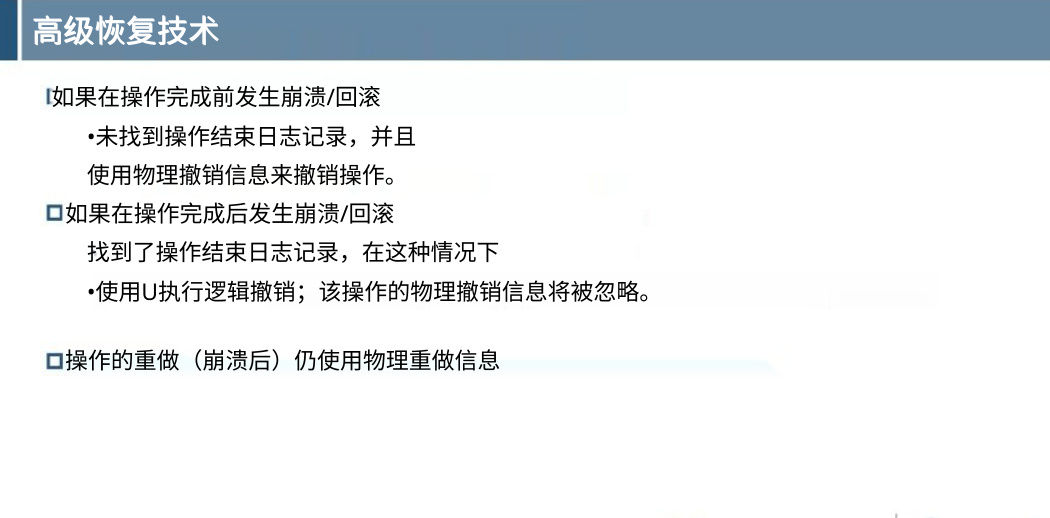 高级恢复技术
如果在操作完成前发生崩溃/回滚
•未找到操作结束日志记录，并且
使用物理撤销信息来撤销操作。
如果在操作完成后发生崩溃/回滚
找到了操作结束日志记录，在这种情况下
•使用U执行逻辑撤销；该操作的物理撤销信息将被忽略。
操作的重做（崩溃后）仍使用物理重做信息